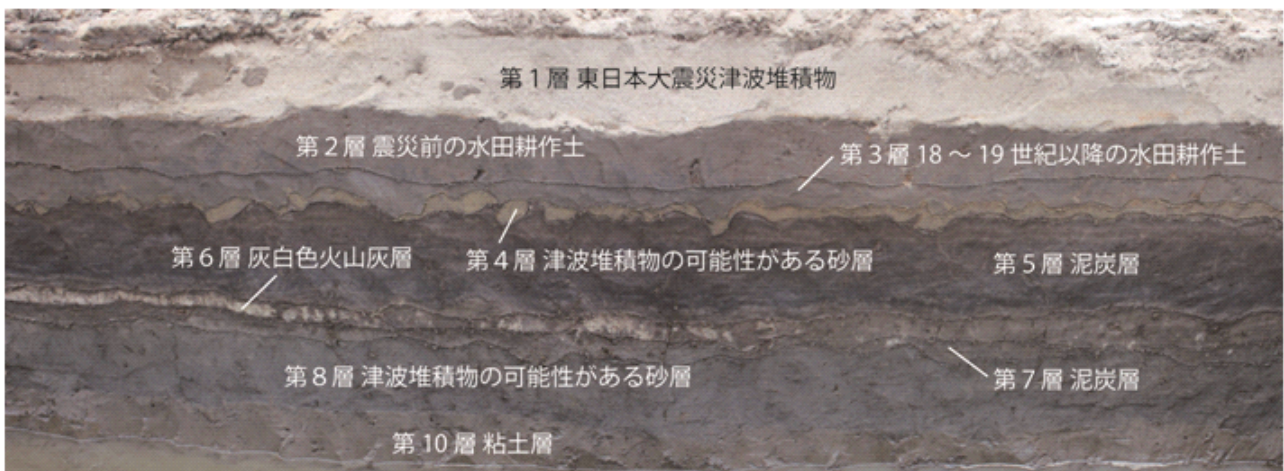 第1層 東日本大震災津波堆積物
第2層 震災前の水田耕作土
第3層 18～19世紀以降の水田耕作土
第6層 灰白色火山灰層
第4層 津波堆積物の可能性がある砂層
第5層 泥炭層
第8層 津波堆積物の可能性がある砂層
第7層 泥炭層
第10層 粘土層